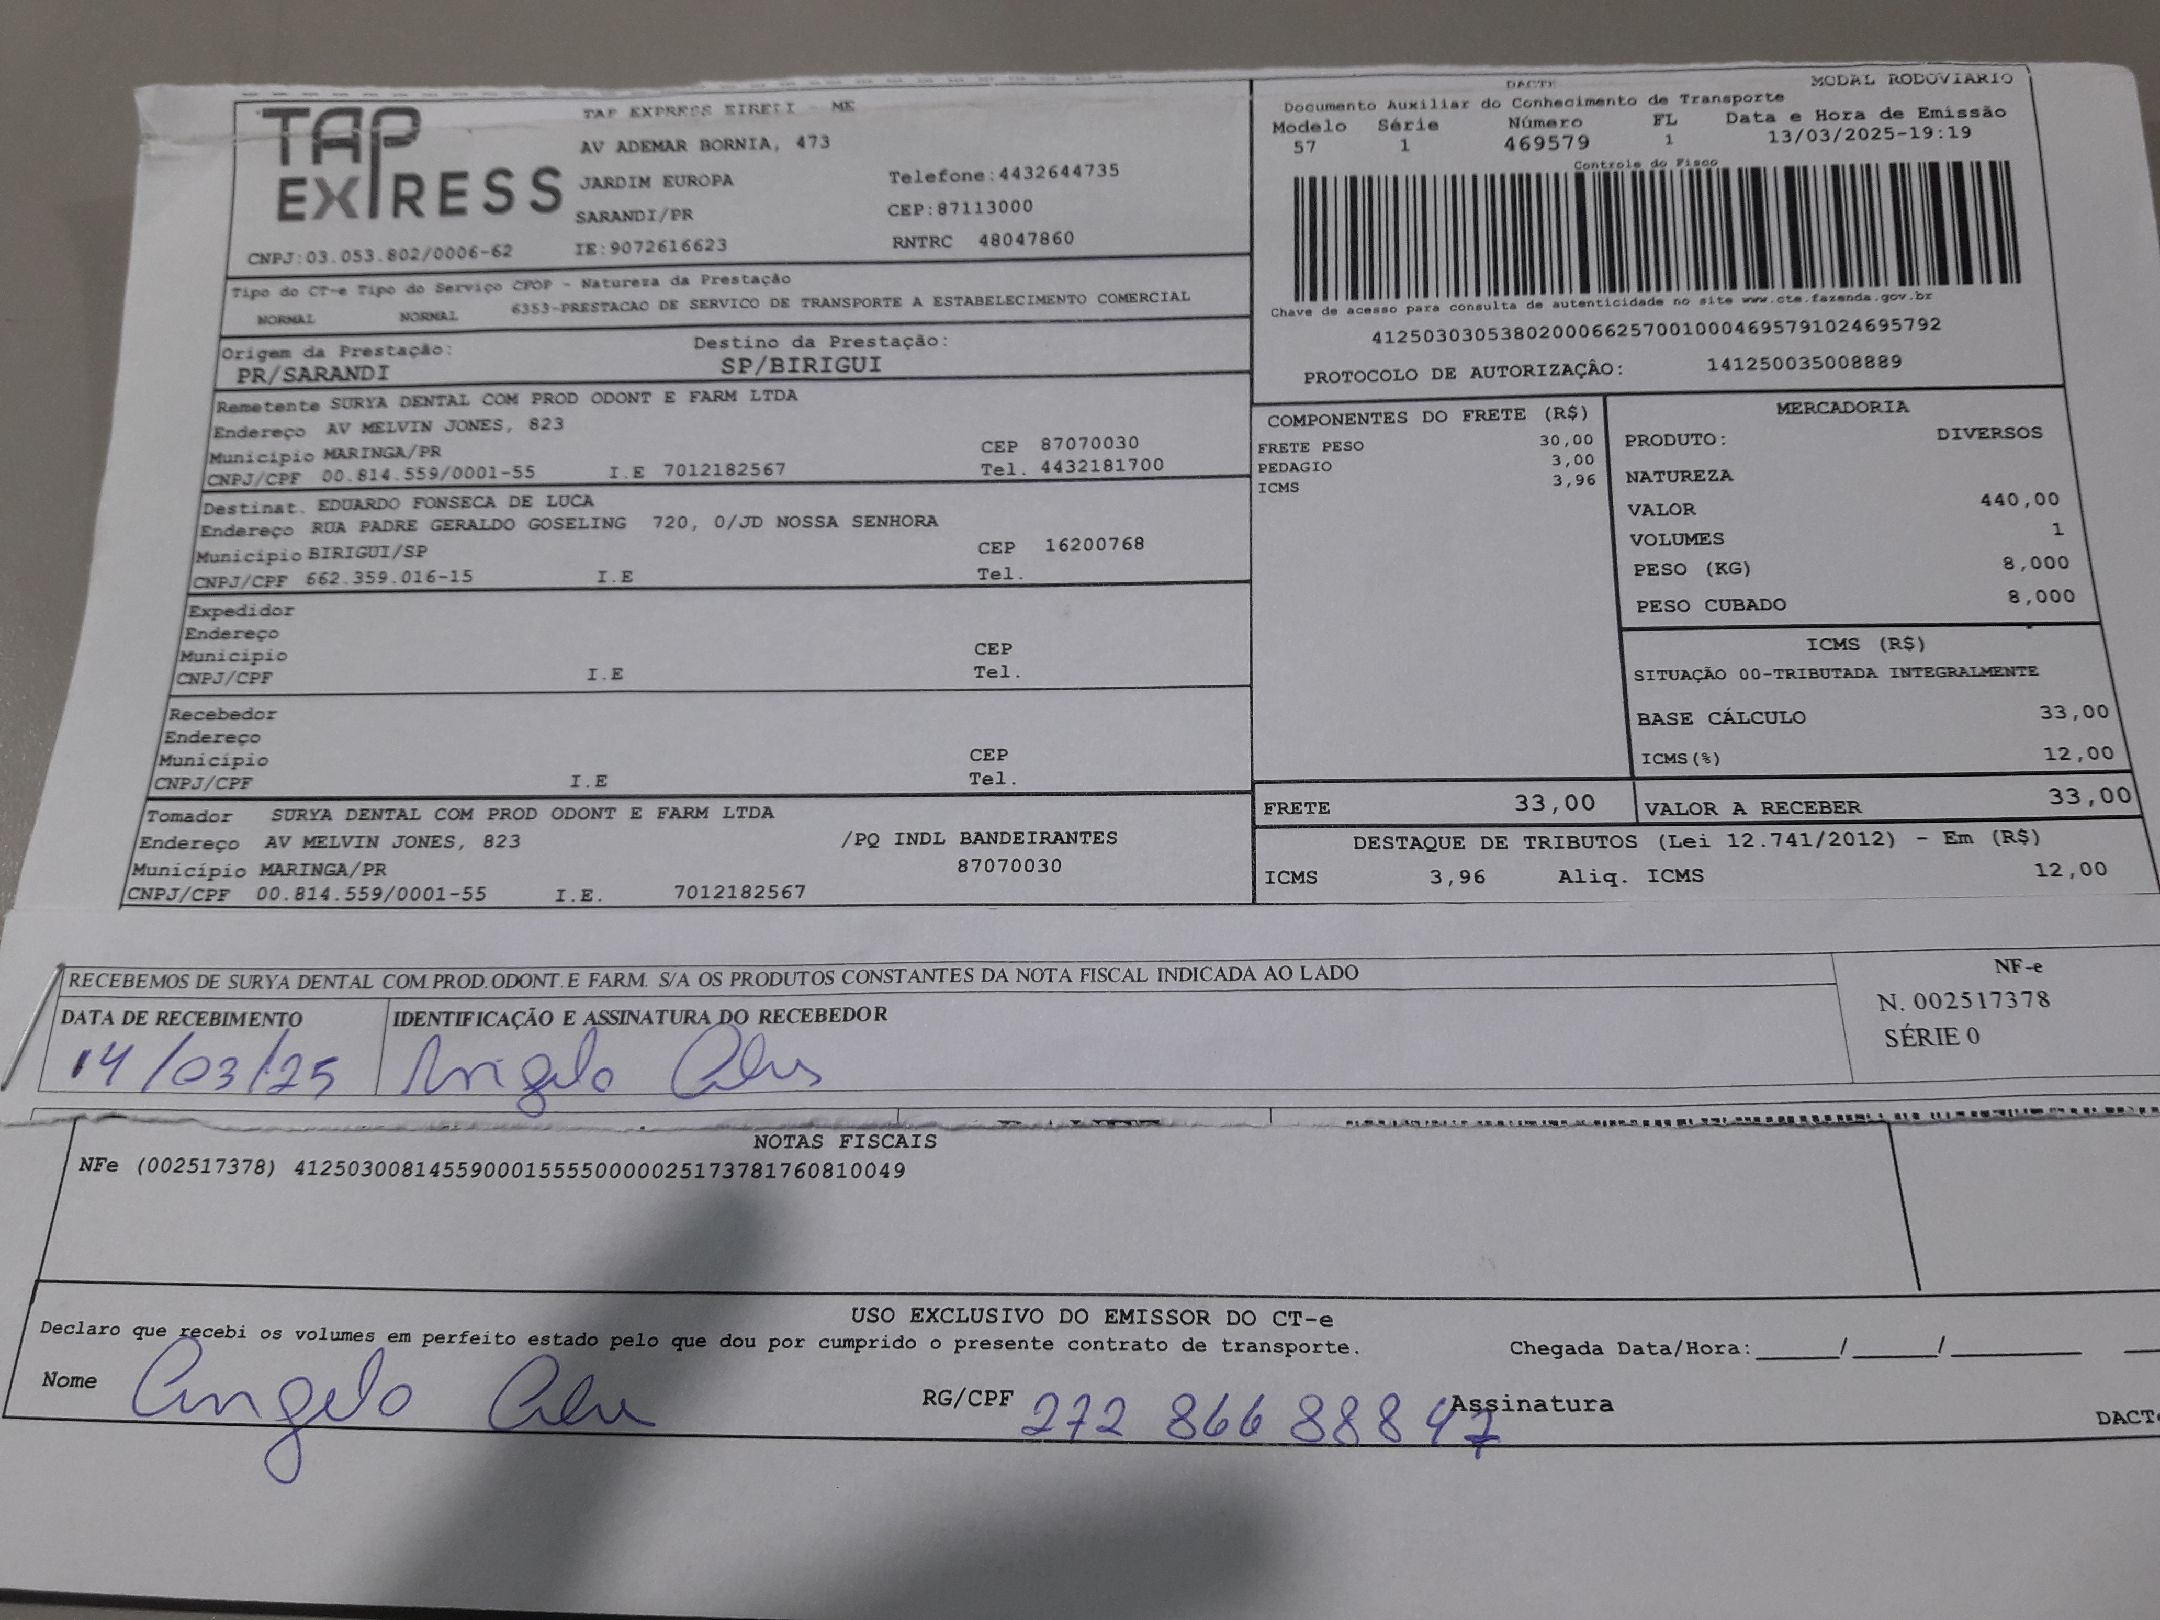 TAP EXPRESS
TAP EXPRESS EIRELI - ME
AV ADEMAR BORNIA, 473
JARDIM EUROPA Telefone:4432644735
SARANDI/PR CEP:87113000
CNPJ:03.053.802/0006-62 IE:9072616623 RNTRC 48047860
Tipo do CT-e Tipo do Serviço CFOP - Natureza da Prestação
NORMAL NORMAL 6353-PRESTACAO DE SERVICO DE TRANSPORTE A ESTABELECIMENTO COMERCIAL
Origem da Prestação: Destino da Prestação:
PR/SARANDI SP/BIRIGUI
Remetente SURYA DENTAL COM PROD ODONT E FARM LTDA
Endereço AV MELVIN JONES, 823
Município MARINGA/PR CEP 87070030
CNPJ/CPF 00.814.559/0001-55 I.E 7012182567 Tel. 4432181700
Destinat. EDUARDO FONSECA DE LUCA
Endereço RUA PADRE GERALDO GOSELING 720, 0/JD NOSSA SENHORA
Município BIRIGUI/SP CEP 16200768
CNPJ/CPF 662.359.016-15 I.E Tel.
Expedidor
Endereço
Município CEP
CNPJ/CPF I.E Tel.
Recebedor
Endereço
Município CEP
CNPJ/CPF I.E Tel.
Tomador SURYA DENTAL COM PROD ODONT E FARM LTDA
Endereço AV MELVIN JONES, 823 /PQ INDL BANDEIRANTES
Município MARINGA/PR 87070030
CNPJ/CPF 00.814.559/0001-55 I.E. 7012182567
DACTE MODAL RODOVIARIO
Documento Auxiliar do Conhecimento de Transporte
Modelo Série Número FL Data e Hora de Emissão
57 1 469579 1 13/03/2025-19:19
Controle do Fisco
Chave de acesso para consulta de autenticidade no site www.cte.fazenda.gov.br
41250303053802000662570010004695791024695792
PROTOCOLO DE AUTORIZAÇÂO: 141250035008889
COMPONENTES DO FRETE (R$)
FRETE PESO 30,00
PEDAGIO 3,00
ICMS 3,96
MERCADORIA
PRODUTO: DIVERSOS
NATUREZA
VALOR 440,00
VOLUMES 1
PESO (KG) 8,000
PESO CUBADO 8,000
ICMS (R$)
SITUAÇÃO 00-TRIBUTADA INTEGRALMENTE
BASE CÁLCULO 33,00
ICMS(%) 12,00
FRETE 33,00 VALOR A RECEBER 33,00
DESTAQUE DE TRIBUTOS (Lei 12.741/2012) - Em (R$)
ICMS 3,96 Aliq. ICMS 12,00
RECEBEMOS DE SURYA DENTAL COM.PROD.ODONT.E FARM. S/A OS PRODUTOS CONSTANTES DA NOTA FISCAL INDICADA AO LADO
NF-e
N. 002517378
SÉRIE 0
DATA DE RECEBIMENTO IDENTIFICAÇÃO E ASSINATURA DO RECEBEDOR
14/03/25 Angelo
NOTAS FISCAIS
NFe (002517378) 41250300814559000155550000025173781760810049
USO EXCLUSIVO DO EMISSOR DO CT-e
Declaro que recebi os volumes em perfeito estado pelo que dou por cumprido o presente contrato de transporte. Chegada Data/Hora:_____/_____/________
Nome Angelo RG/CPF 272 866 888 47 Assinatura